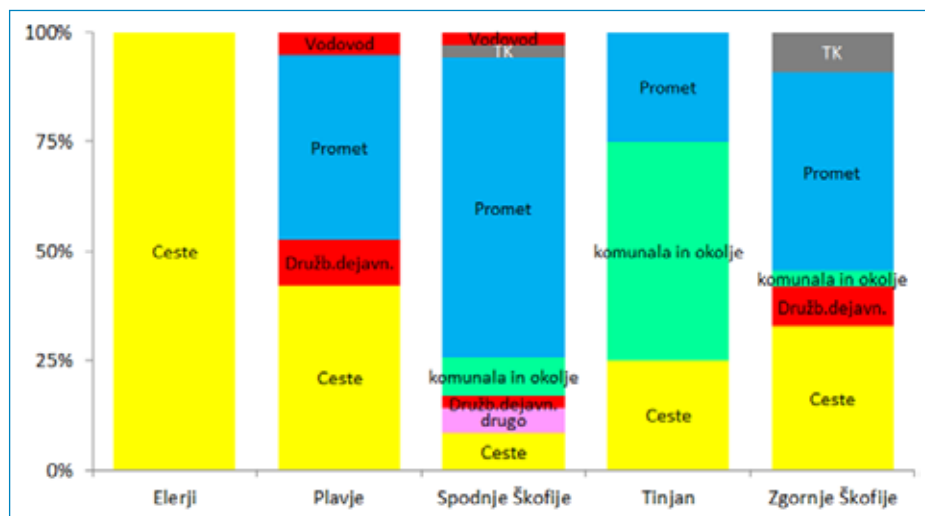 100%
75%
50%
25%
0%
Ceste
Vodovod
Promet
Družb.dejavn.
Ceste
Vodovod
TK
Promet
komunala in okolje
Družb.dejavn.
drugo
Ceste
Promet
komunala in okolje
Ceste
TK
Promet
komunala in okolje
Družb.dejavn.
Ceste
Elerji
Plavje
Spodnje Škofije
Tinjan
Zgornje Škofije